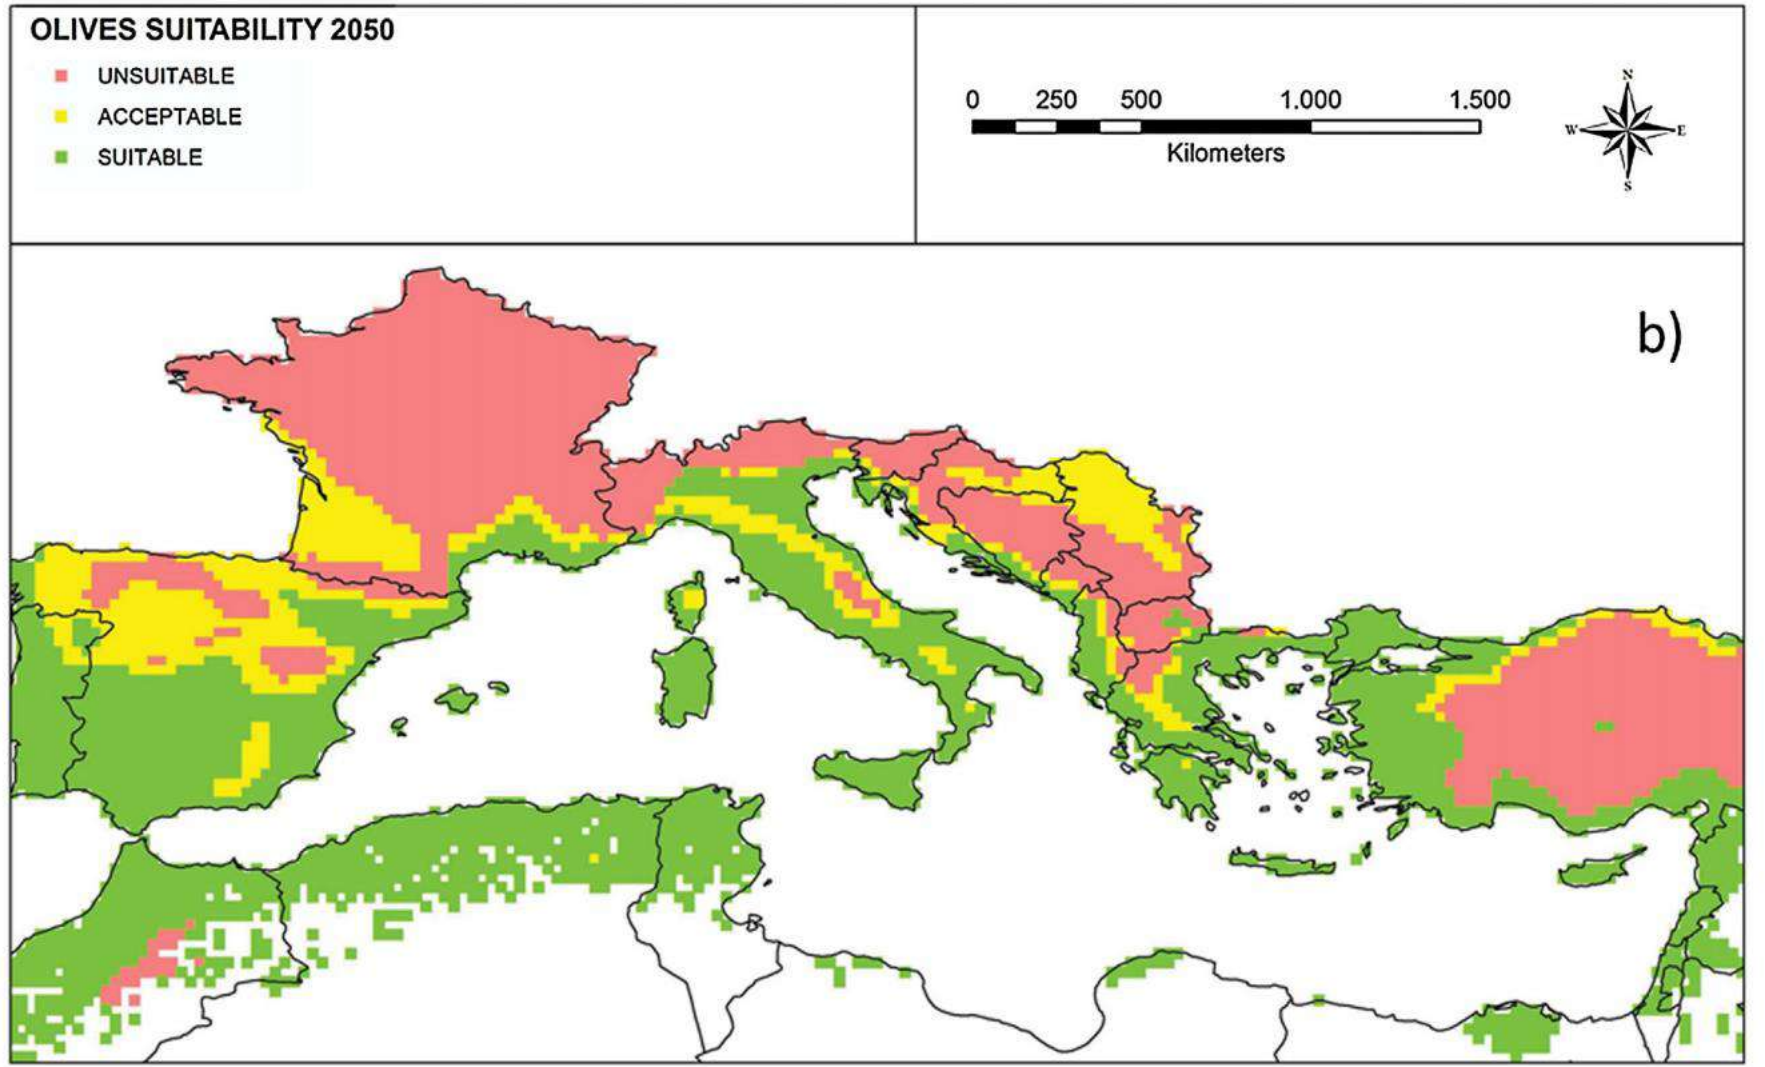 OLIVES SUITABILITY 2050
UNSUITABLE
ACCEPTABLE
SUITABLE
0 250 500 1.000 1.500
Kilometers
N
W E
S
b)